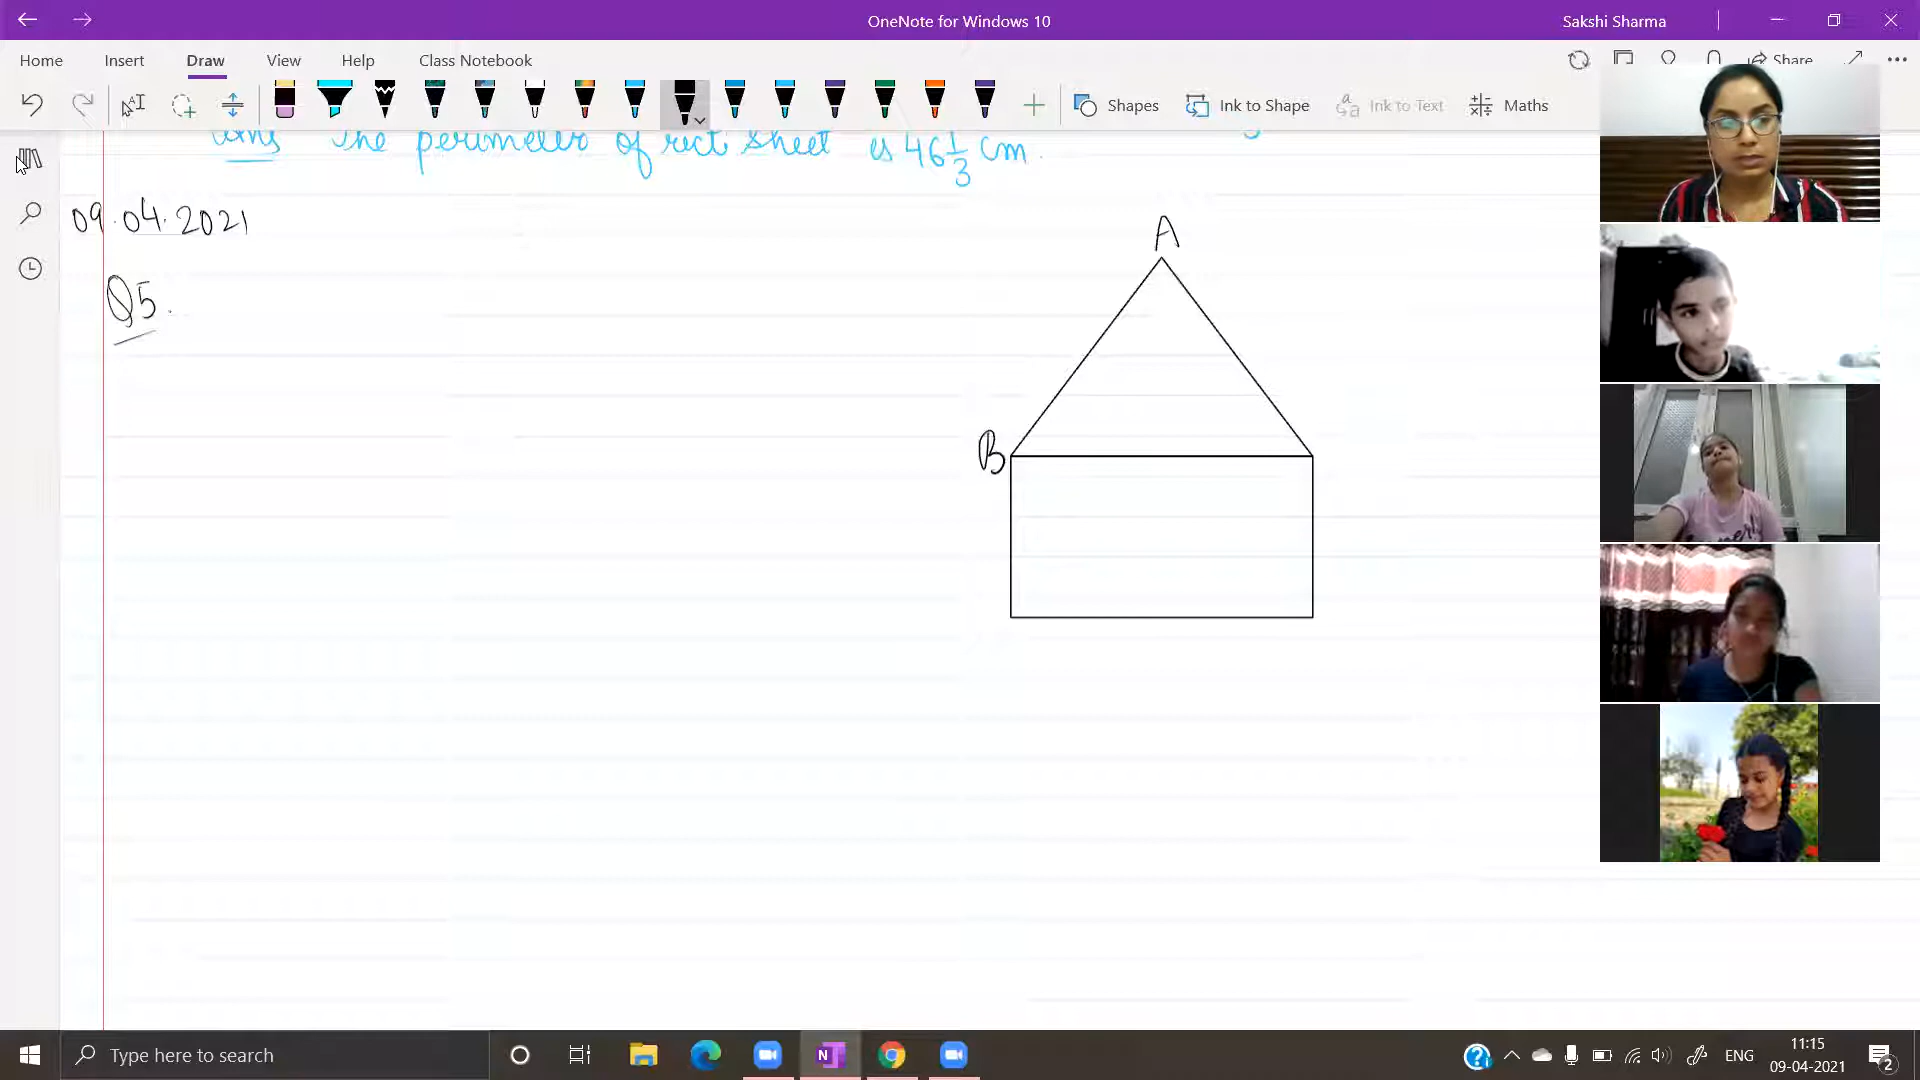 OneNote for Windows 10
Sakshi Sharma
Home Insert Draw View Help Class Notebook
Share
Shapes Ink to Shape Ink to Text Maths
Ans The perimeter of rect sheet is 46 1/3 cm.
09.04.2021
Q5.
A
B
Type here to search
ENG
11:15
09-04-2021
2